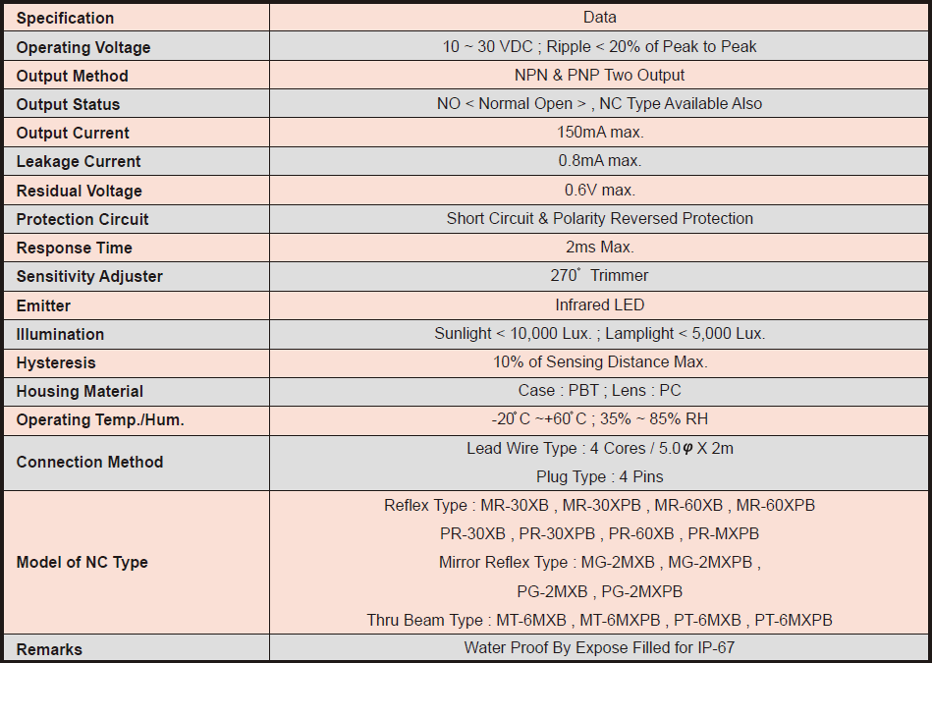 Specification Data
Operating Voltage 10 ~ 30 VDC ; Ripple < 20% of Peak to Peak
Output Method NPN & PNP Two Output
Output Status NO < Normal Open > , NC Type Available Also
Output Current 150mA max.
Leakage Current 0.8mA max.
Residual Voltage 0.6V max.
Protection Circuit Short Circuit & Polarity Reversed Protection
Response Time 2ms Max.
Sensitivity Adjuster 270° Trimmer
Emitter Infrared LED
Illumination Sunlight < 10,000 Lux. ; Lamplight < 5,000 Lux.
Hysteresis 10% of Sensing Distance Max.
Housing Material Case : PBT ; Lens : PC
Operating Temp./Hum. -20°C ~+60°C ; 35% ~ 85% RH
Connection Method
Lead Wire Type : 4 Cores / 5.0φ X 2m
Plug Type : 4 Pins
Model of NC Type
Reflex Type : MR-30XB , MR-30XPB , MR-60XB , MR-60XPB
PR-30XB , PR-30XPB , PR-60XB , PR-MXPB
Mirror Reflex Type : MG-2MXB , MG-2MXPB ,
PG-2MXB , PG-2MXPB
Thru Beam Type : MT-6MXB , MT-6MXPB , PT-6MXB , PT-6MXPB
Remarks Water Proof By Expose Filled for IP-67